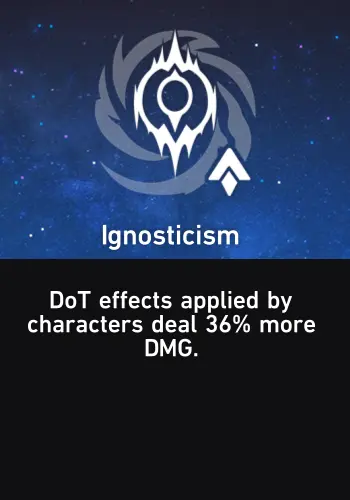 Ignosticism
DoT effects applied by
characters deal 36% more
DMG.